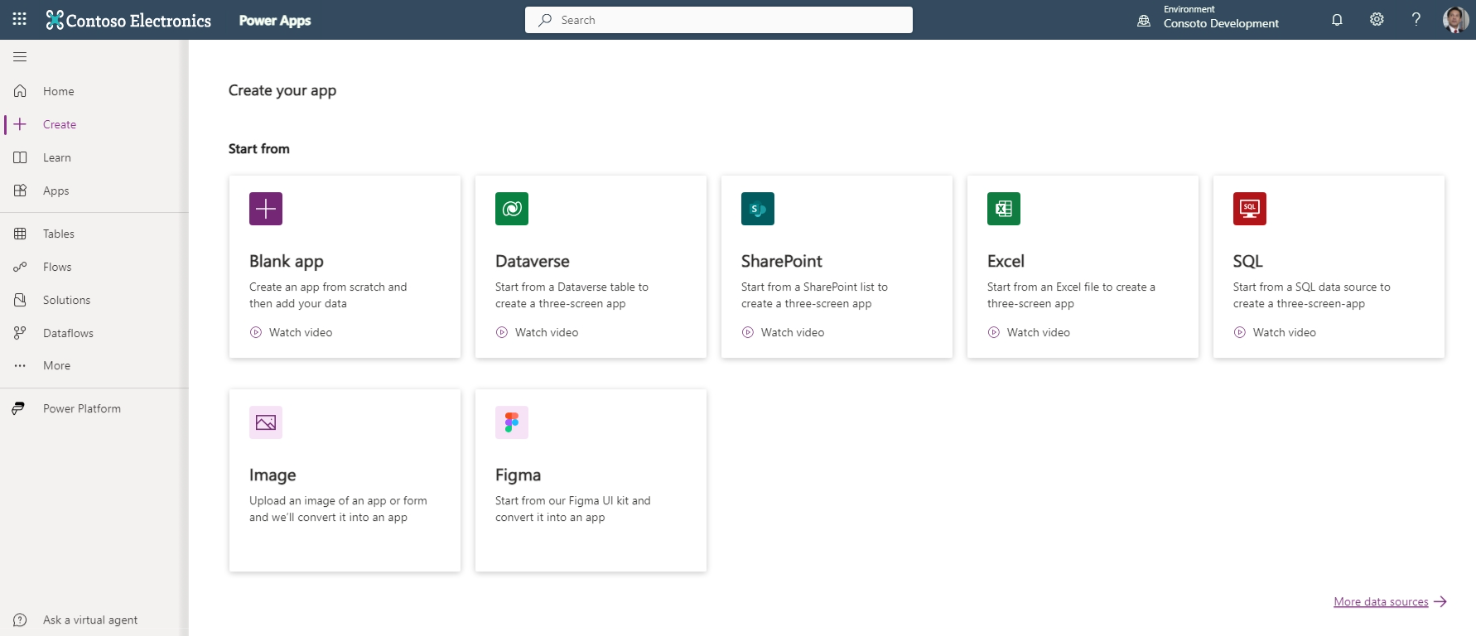 Contoso Electronics
Power Apps
Search
Environment
Consoto Development
Home
Create
Learn
Apps
Tables
Flows
Solutions
Dataflows
More
Power Platform
Ask a virtual agent
Create your app
Start from
Blank app
Create an app from scratch and
then add your data
Watch video
Dataverse
Start from a Dataverse table to
create a three-screen app
Watch video
S
SharePoint
Start from a SharePoint list to
create a three-screen app
Watch video
X
Excel
Start from an Excel file to create a
three-screen app
Watch video
SQL
SQL
Start from a SQL data source to
create a three-screen-app
Watch video
Image
Upload an image of an app or form
and we'll convert it into an app
Figma
Start from our Figma UI kit and
convert it into an app
More data sources